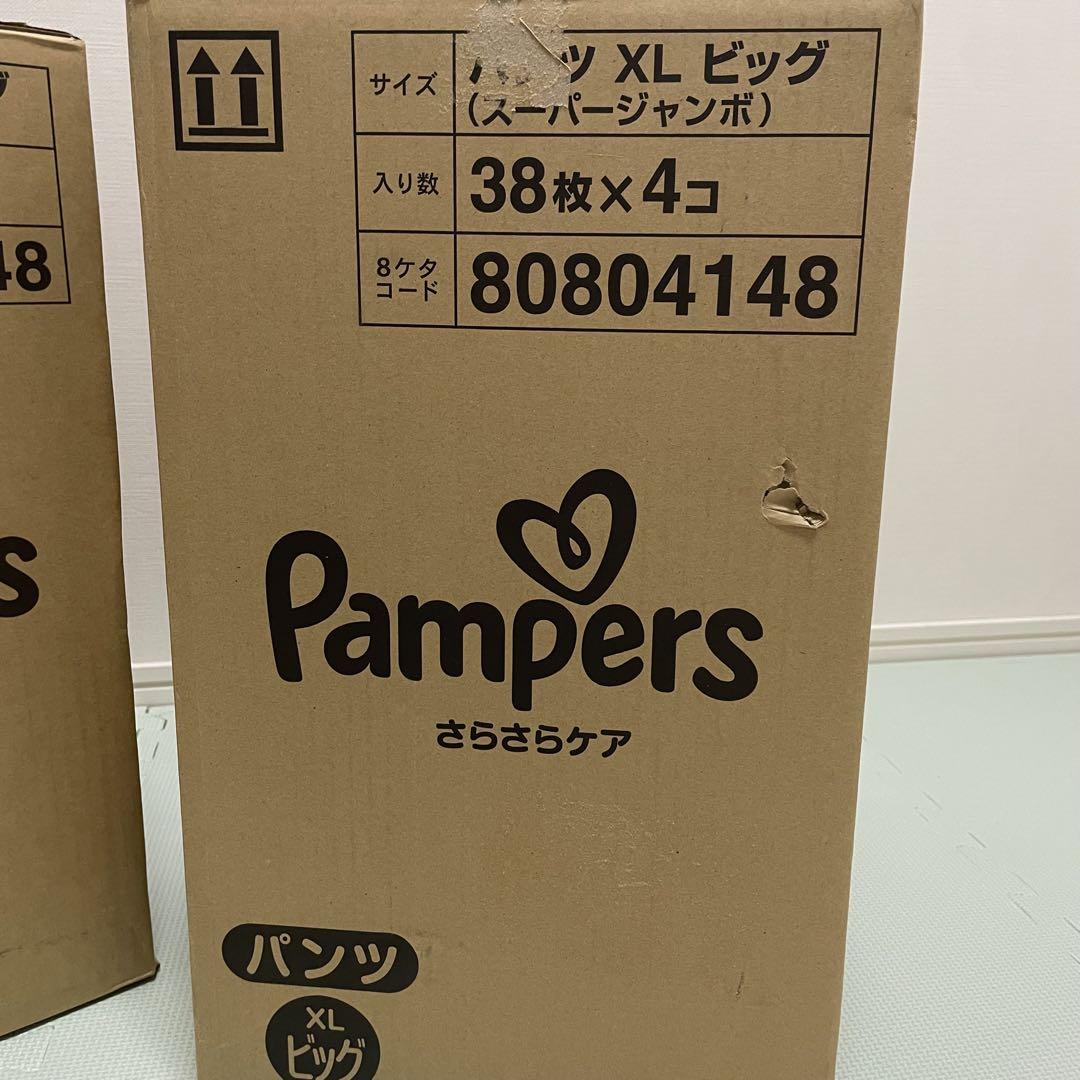 サイズ
ツ XL ビッグ
(スーパージャンボ)
入り数
38枚×4コ
8ケタ
コード
80804148
48
Pampers
s
さらさらケア
パンツ
XL
ビッグ